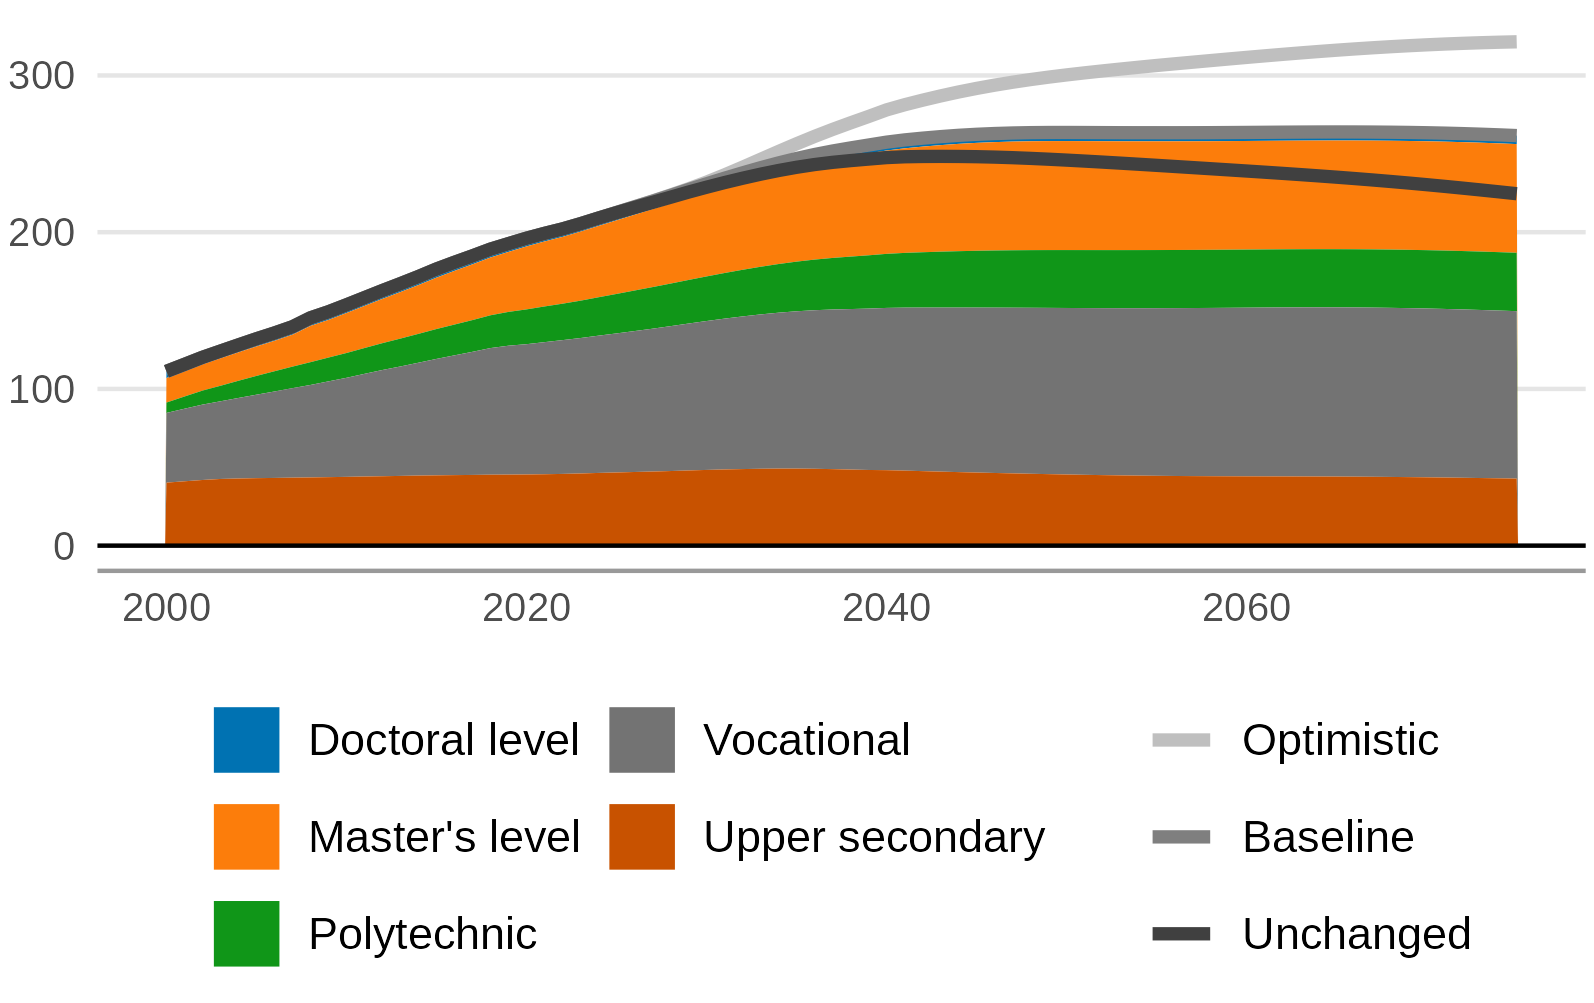 300
200
100
0
2000 2020 2040 2060
Doctoral level Vocational Optimistic
Master's level Upper secondary Baseline
Polytechnic Unchanged